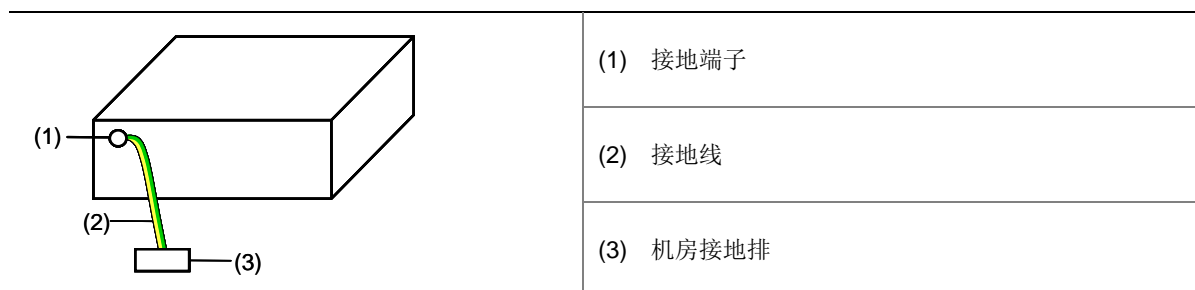 (1)
(2)
(3)
(1) 接地端子
(2) 接地线
(3) 机房接地排